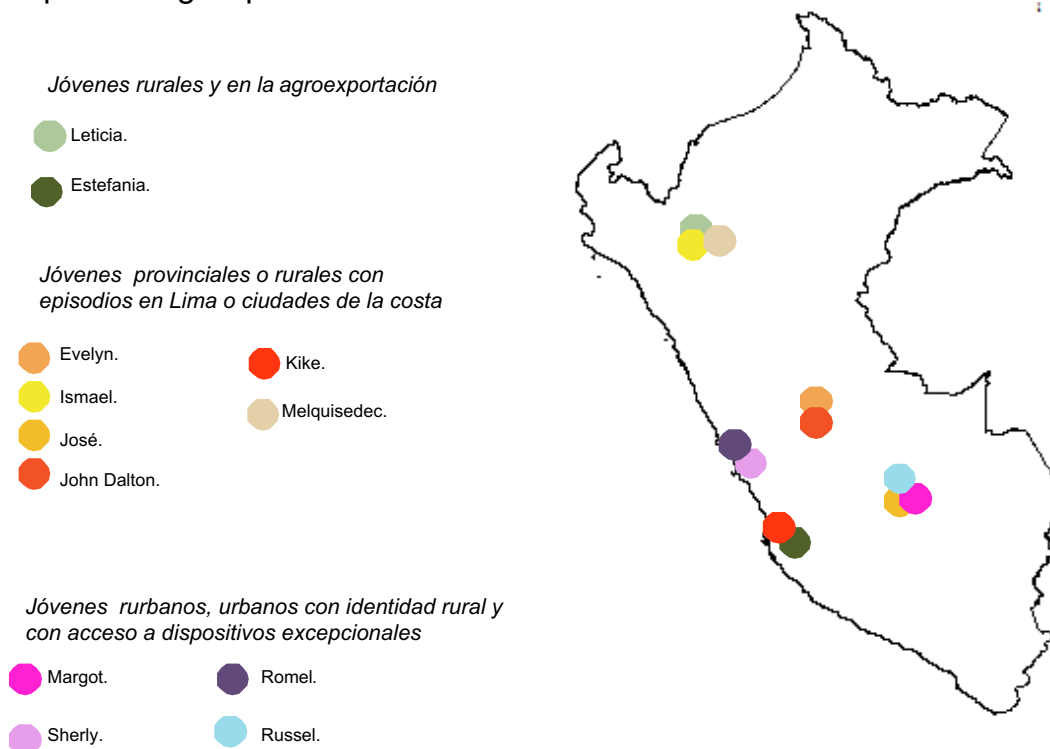 Jóvenes rurales y en la agroexportación
Leticia.
Estefania.
Jóvenes provinciales o rurales con
episodios en Lima o ciudades de la costa
Evelyn.
Ismael.
José.
John Dalton.
Kike.
Melquisedec.
Jóvenes rurbanos, urbanos con identidad rural y
con acceso a dispositivos excepcionales
Margot.
Sherly.
Romel.
Russel.